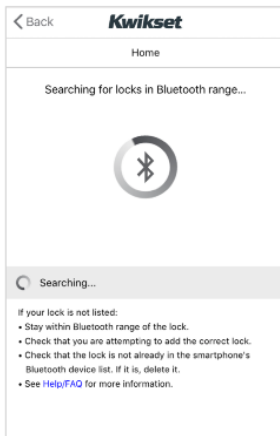 Back Kwikset
Home
Searching for locks in Bluetooth range...
Searching...
If your lock is not listed:
• Stay within Bluetooth range of the lock.
• Check that you are attempting to add the correct lock.
• Check that the lock is not already in the smartphone's
Bluetooth device list. If it is, delete it.
• See Help/FAQ for more information.